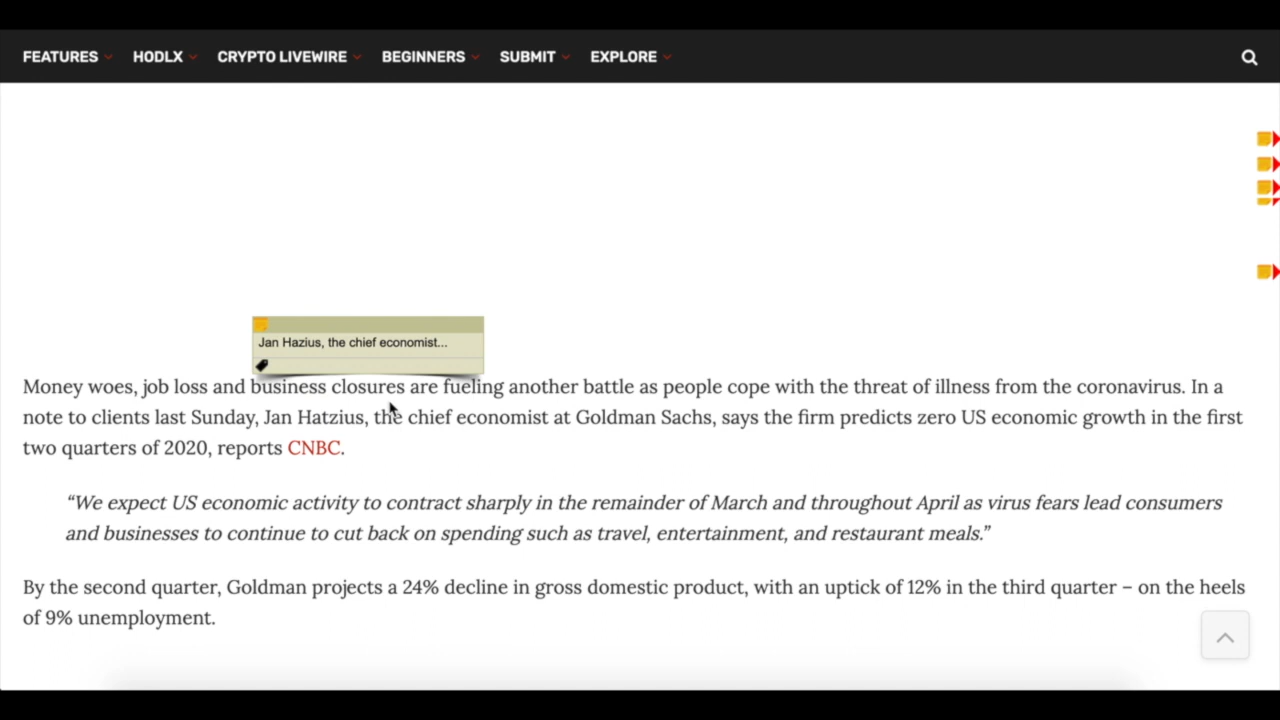 FEATURES HODLX CRYPTO LIVEWIRE BEGINNERS SUBMIT EXPLORE
Jan Hazius, the chief economist...
Money woes, job loss and business closures are fueling another battle as people cope with the threat of illness from the coronavirus. In a
note to clients last Sunday, Jan Hatzius, the chief economist at Goldman Sachs, says the firm predicts zero US economic growth in the first
two quarters of 2020, reports CNBC.
“We expect US economic activity to contract sharply in the remainder of March and throughout April as virus fears lead consumers
and businesses to continue to cut back on spending such as travel, entertainment, and restaurant meals.”
By the second quarter, Goldman projects a 24% decline in gross domestic product, with an uptick of 12% in the third quarter – on the heels
of 9% unemployment.